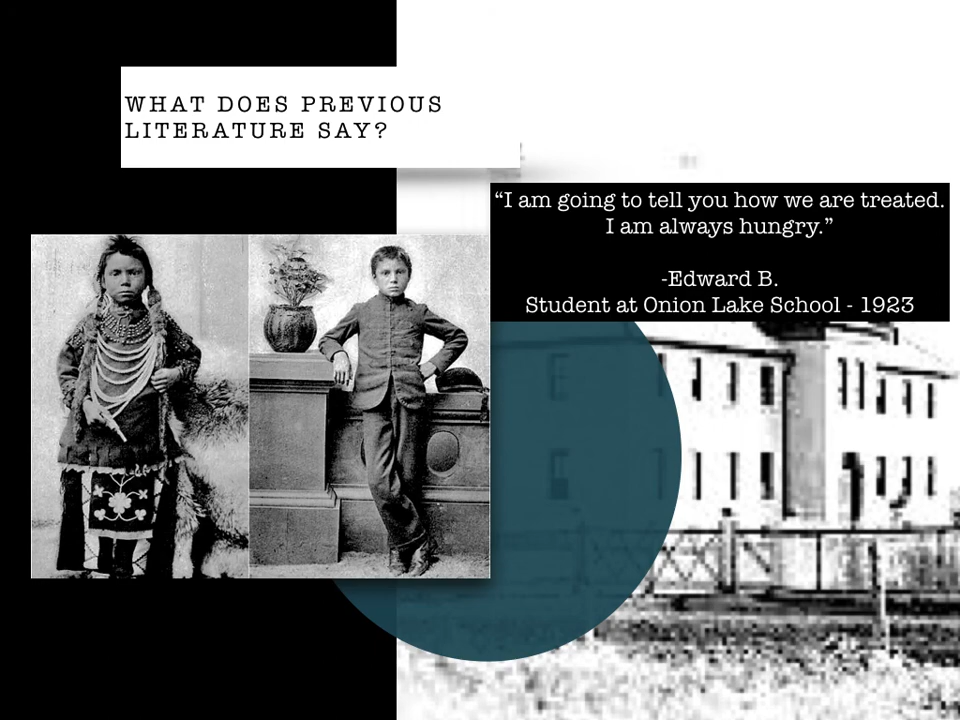 WHAT DOES PREVIOUS
LITERATURE SAY?
“I am going to tell you how we are treated.
I am always hungry.”
-Edward B.
Student at Onion Lake School - 1923